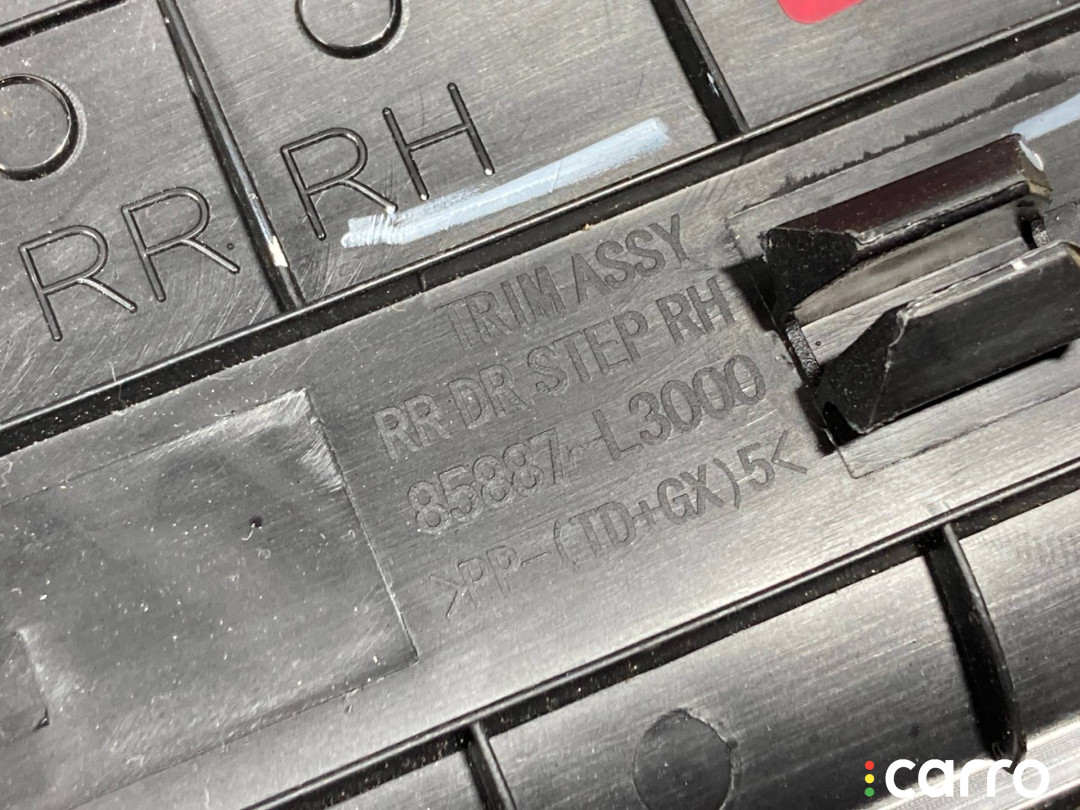 RR RH
TRIM-ASSY
RR DR STEP RH
85887-L3000
>PP-(TD+GX)5<
carro